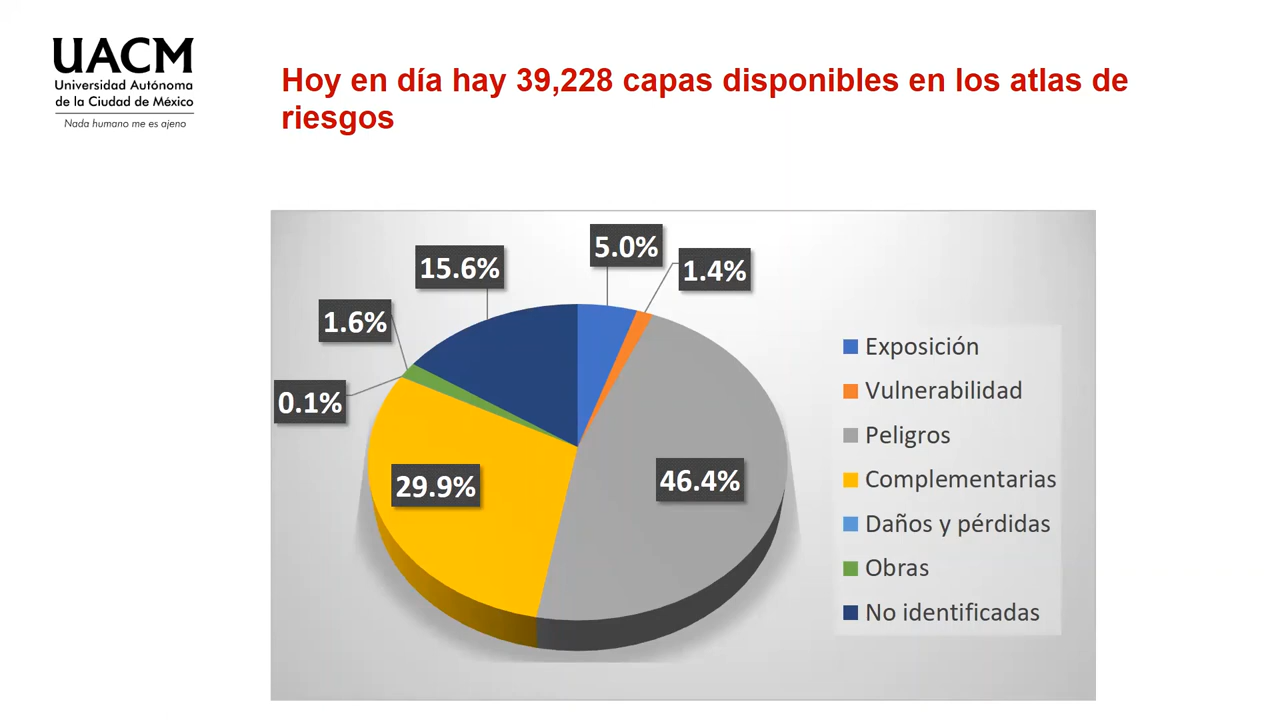 UACM
Universidad Autónoma
de la Ciudad de México
Nada humano me es ajeno
Hoy en día hay 39,228 capas disponibles en los atlas de
riesgos
5.0%
1.4%
15.6%
1.6%
0.1%
29.9%
46.4%
Exposición
Vulnerabilidad
Peligros
Complementarias
Daños y pérdidas
Obras
No identificadas